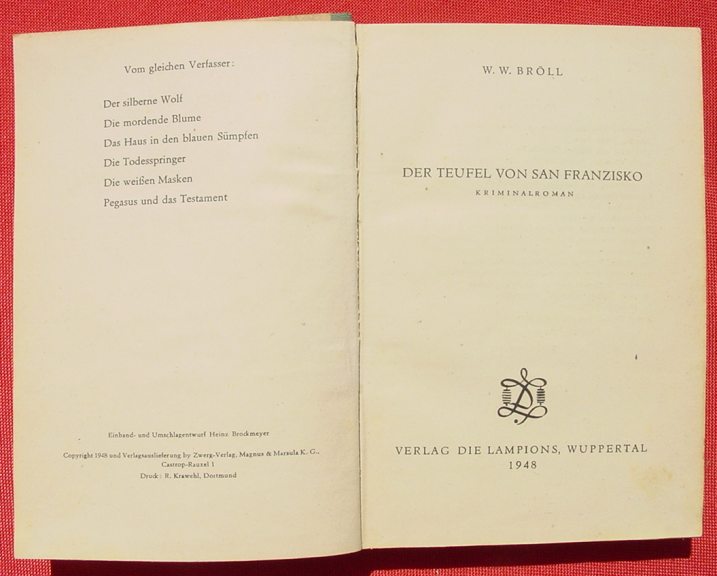 Vom gleichen Verfasser:
Der silberne Wolf
Die mordende Blume
Das Haus in den blauen Sümpfen
Die Todesspringer
Die weißen Masken
Pegasus und das Testament
Einband- und Umschlagentwurf Heinz Brockmeyer
Copyright 1948 und Verlagsauslieferung by Zwerg-Verlag, Magnus & Marsula K. G.,
Castrop-Rauxel 1
Druck: R. Krawehl, Dortmund
W. W. BRÖLL
DER TEUFEL VON SAN FRANZISKO
KRIMINALROMAN
VERLAG DIE LAMPIONS, WUPPERTAL
1948